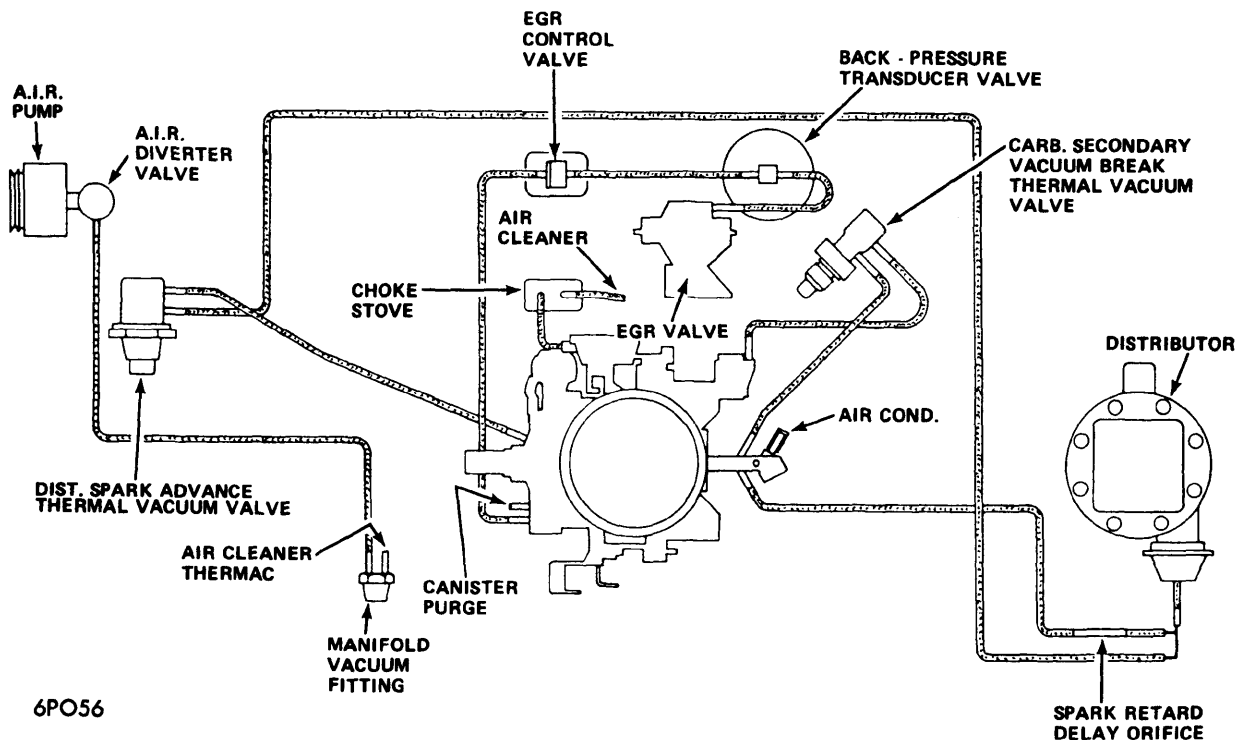 EGR
CONTROL
VALVE
BACK - PRESSURE
TRANSDUCER VALVE
A.I.R.
PUMP
A.I.R.
DIVERTER
VALVE
CARB. SECONDARY
VACUUM BREAK
THERMAL VACUUM
VALVE
AIR
CLEANER
CHOKE
STOVE
EGR VALVE
DISTRIBUTOR
AIR COND.
DIST. SPARK ADVANCE
THERMAL VACUUM VALVE
AIR CLEANER
THERMAC
CANISTER
PURGE
MANIFOLD
VACUUM
FITTING
SPARK RETARD
DELAY ORIFICE
6PO56